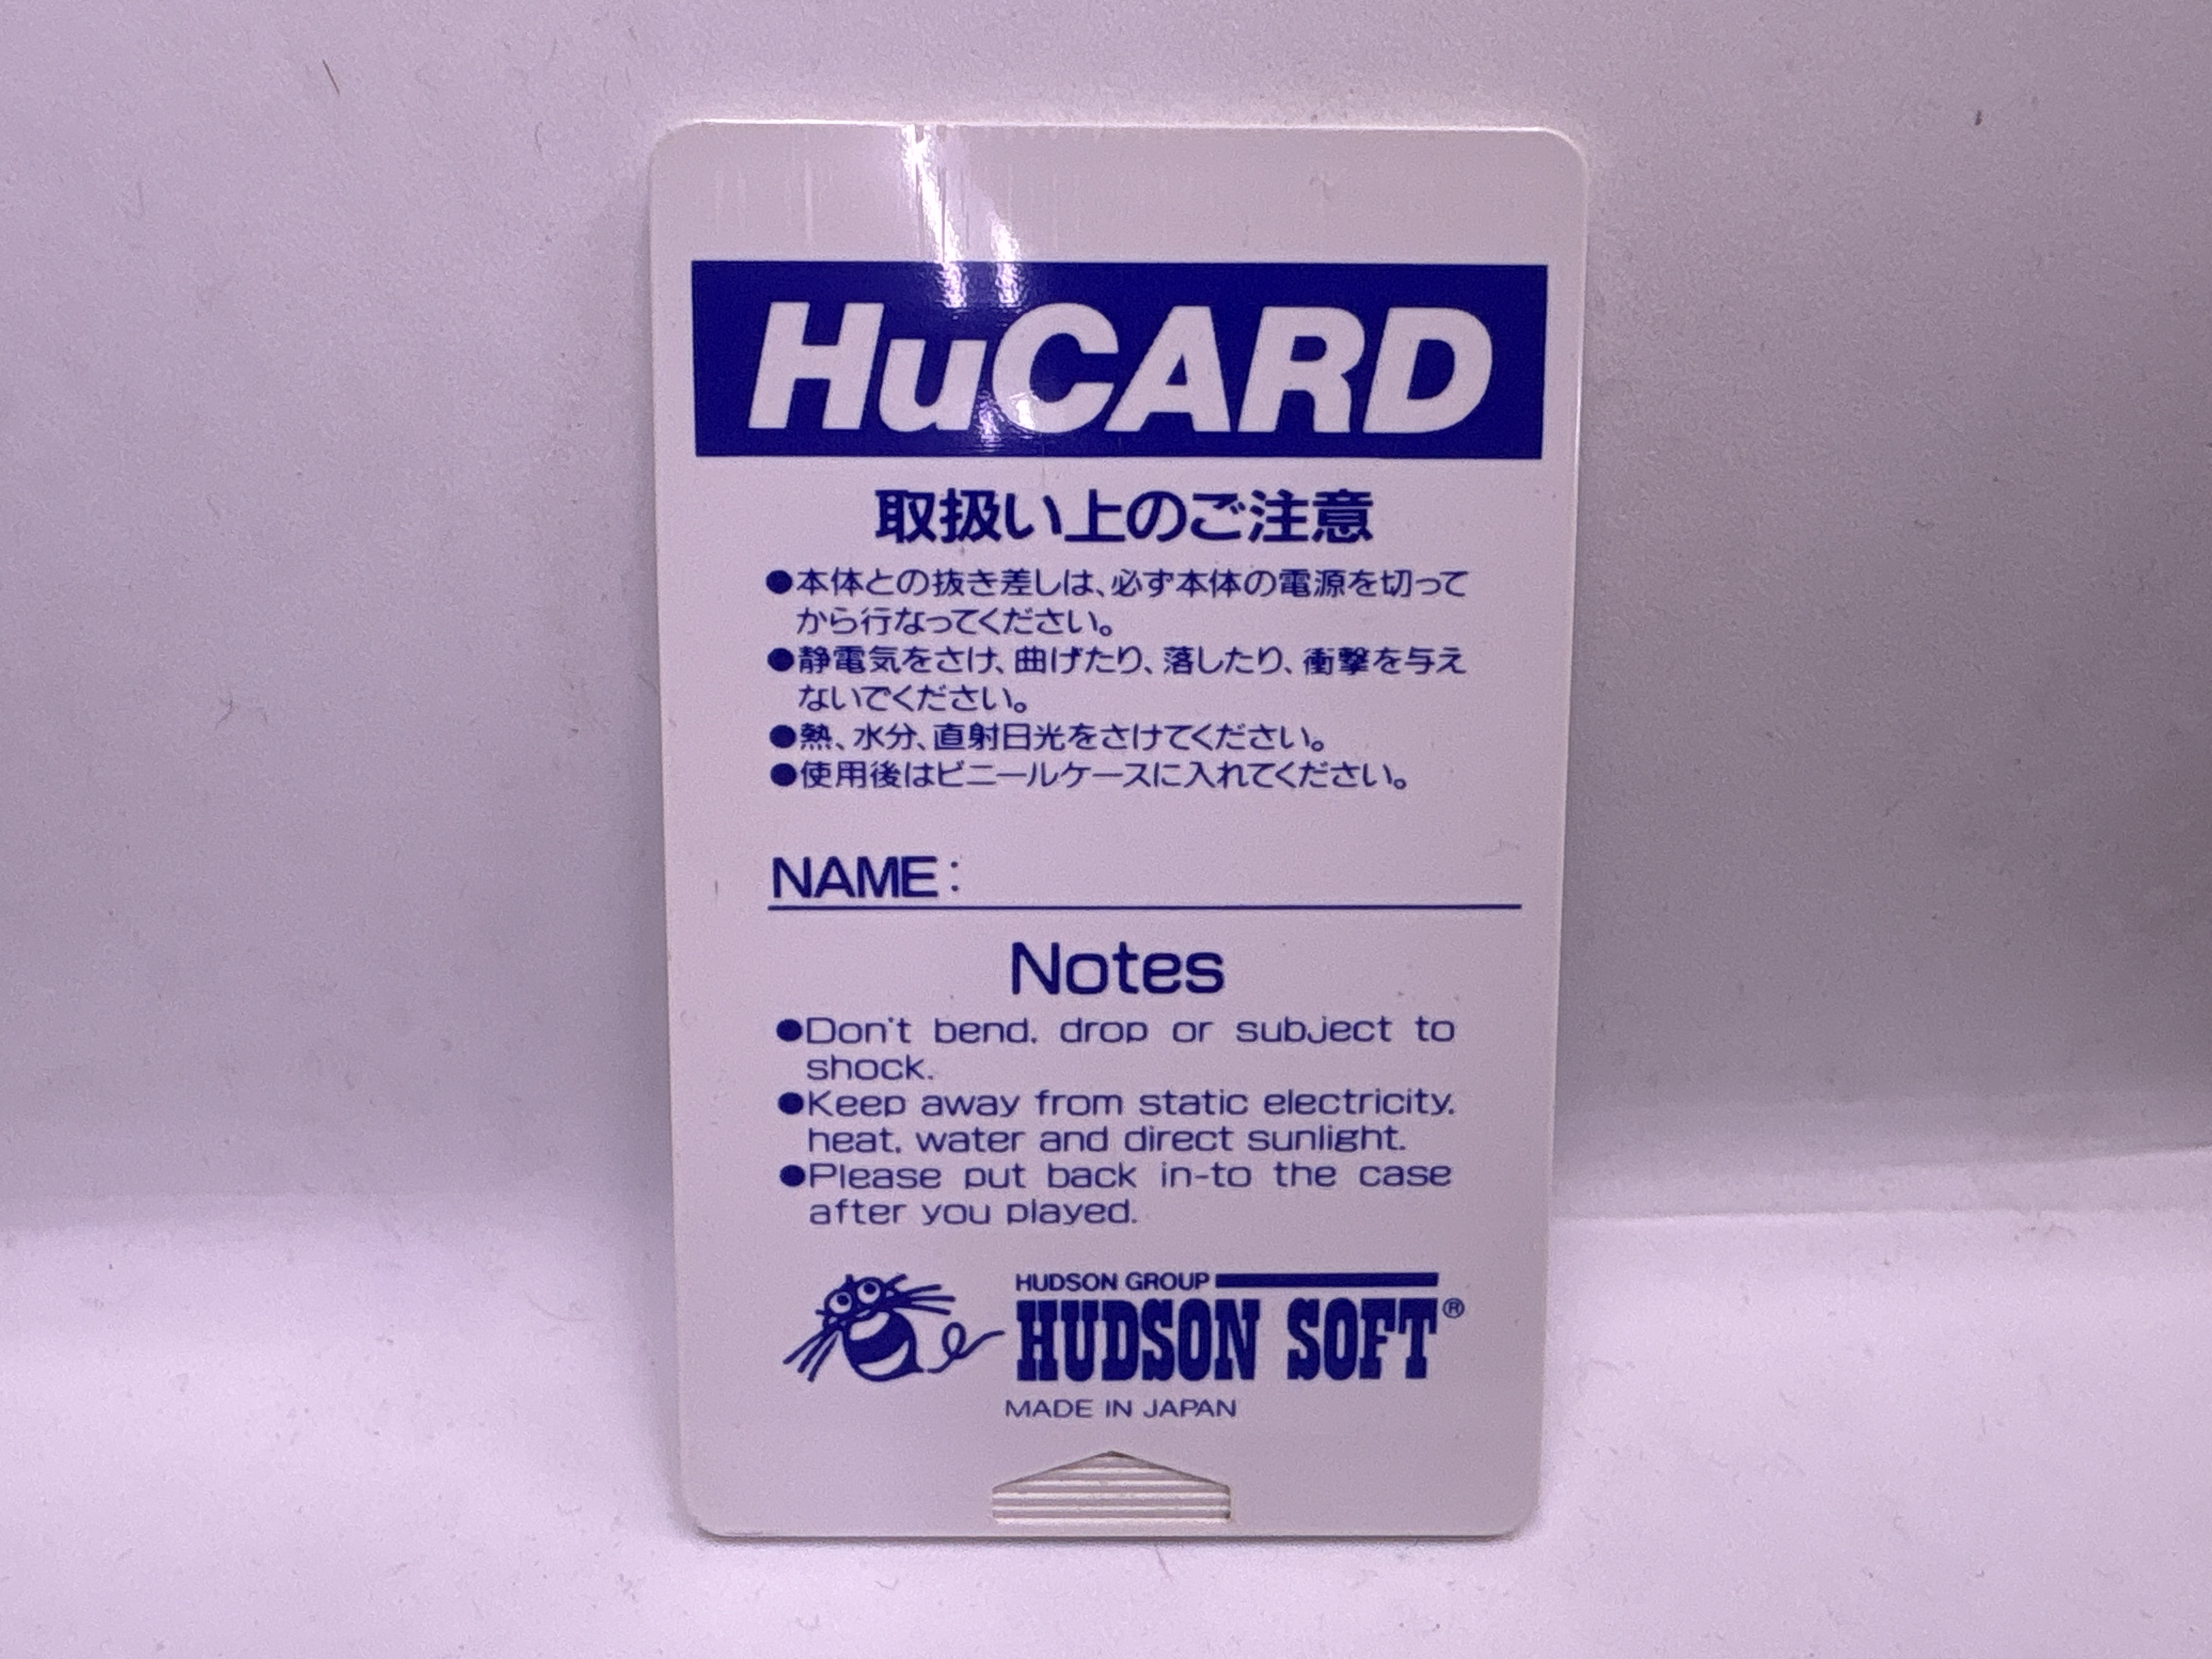 HuCARD
取扱い上のご注意
●本体との抜き差しは、必ず本体の電源を切って
から行なってください。
●静電気をさけ、曲げたり、落したり、衝撃を与え
ないでください。
●熱、水分、直射日光をさけてください。
●使用後はビニールケースに入れてください。
NAME:
Notes
●Don't bend, drop or subject to
shock.
●Keep away from static electricity,
heat, water and direct sunlight.
●Please put back in-to the case
after you played.
HUDSON GROUP
HUDSON SOFT®
MADE IN JAPAN